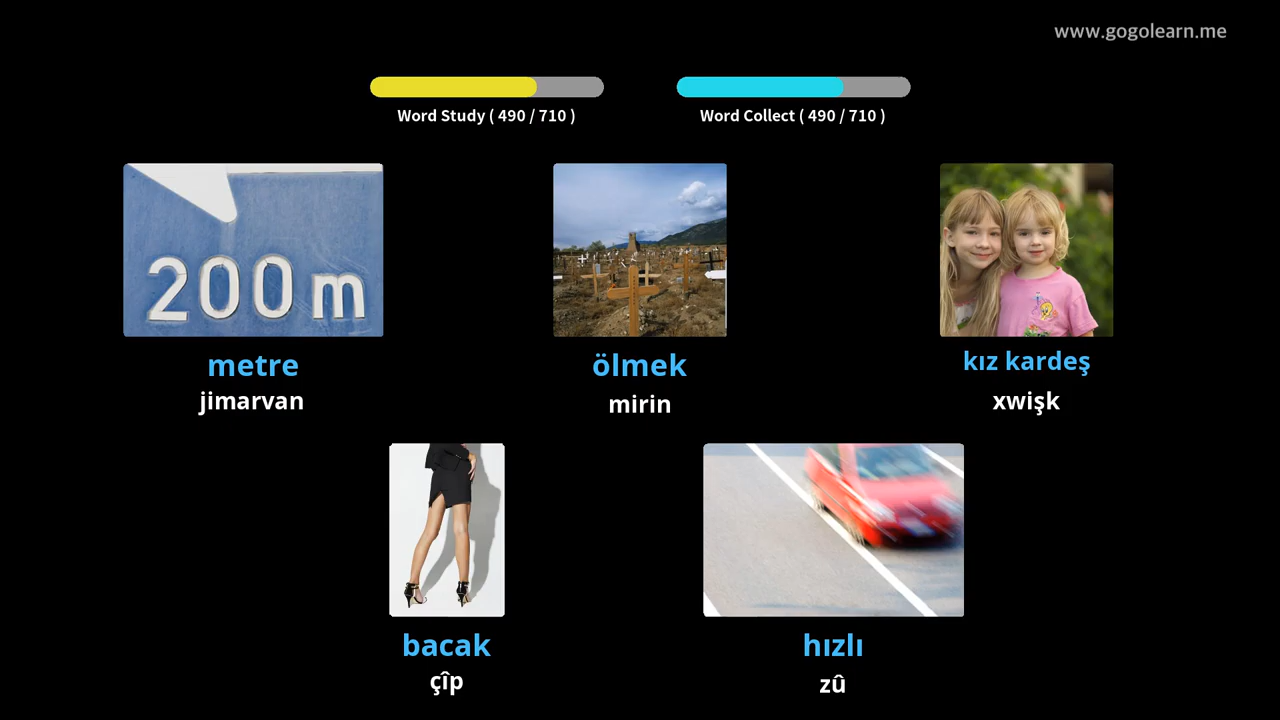 www.gogolearn.me
Word Study ( 490 / 710 )
Word Collect ( 490 / 710 )
200 m
metre
jimarvan
ölmek
mirin
kız kardeş
xwişk
bacak
çîp
hızlı
zû